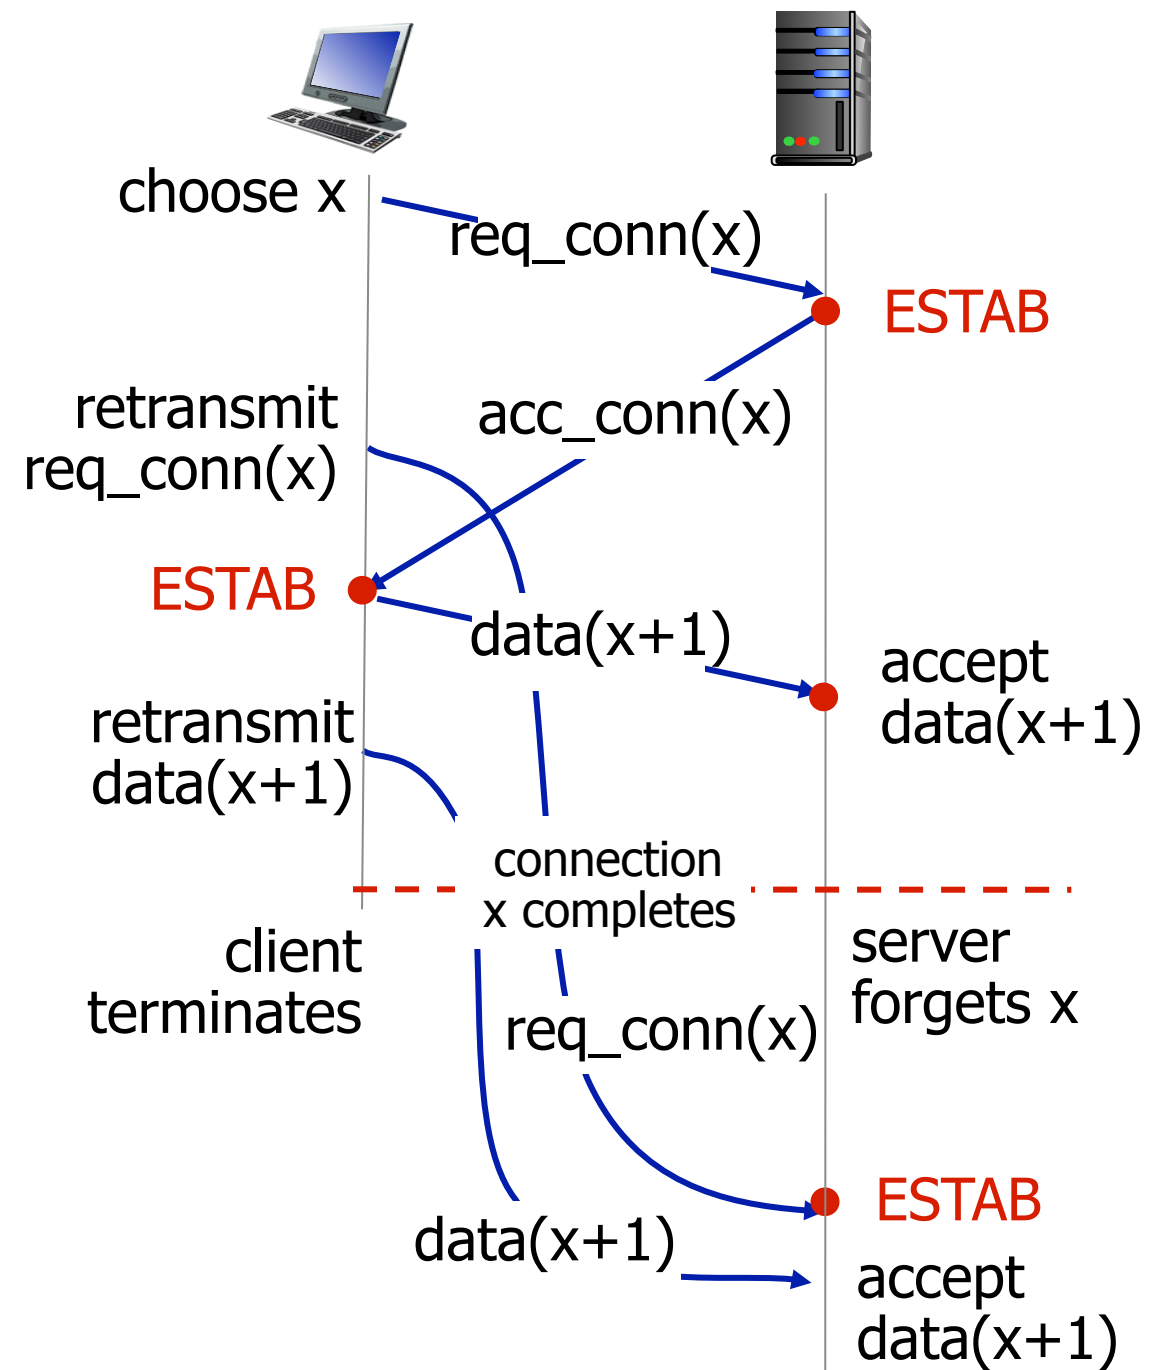 choose x
req_conn(x)
ESTAB
retransmit
req_conn(x)
acc_conn(x)
ESTAB
data(x+1)
accept
data(x+1)
retransmit
data(x+1)
connection
x completes
client
terminates
server
forgets x
req_conn(x)
ESTAB
data(x+1)
accept
data(x+1)